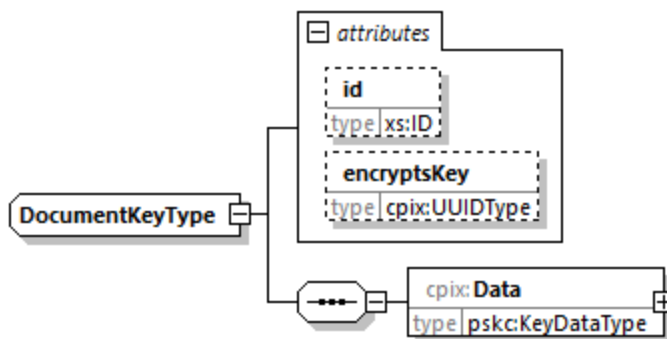 attributes
id
type xs:ID
encryptsKey
type cpix:UUIDType
DocumentKeyType
cpix: Data
type pskc:KeyDataType